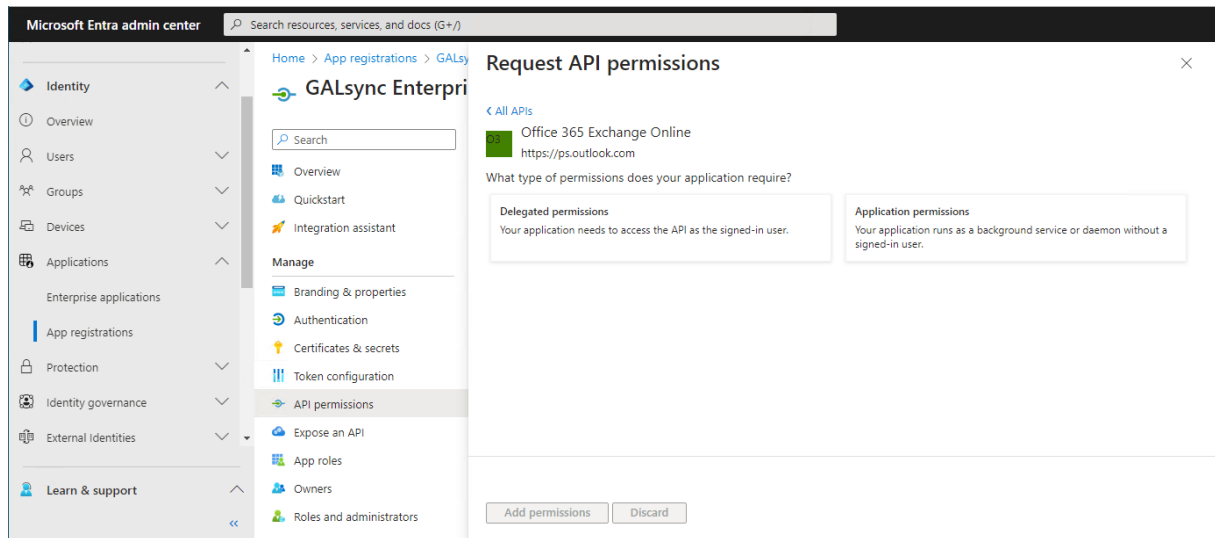 Microsoft Entra admin center
Search resources, services, and docs (G+/)
Identity
Overview
Users
Groups
Devices
Applications
Enterprise applications
App registrations
Protection
Identity governance
External Identities
Learn & support
Home > App registrations > GALsy
GALsync Enterpri
Search
Overview
Quickstart
Integration assistant
Manage
Branding & properties
Authentication
Certificates & secrets
Token configuration
API permissions
Expose an API
App roles
Owners
Roles and administrators
Request API permissions
All APIs
O3
Office 365 Exchange Online
https://ps.outlook.com
What type of permissions does your application require?
Delegated permissions
Your application needs to access the API as the signed-in user.
Application permissions
Your application runs as a background service or daemon without a
signed-in user.
Add permissions
Discard